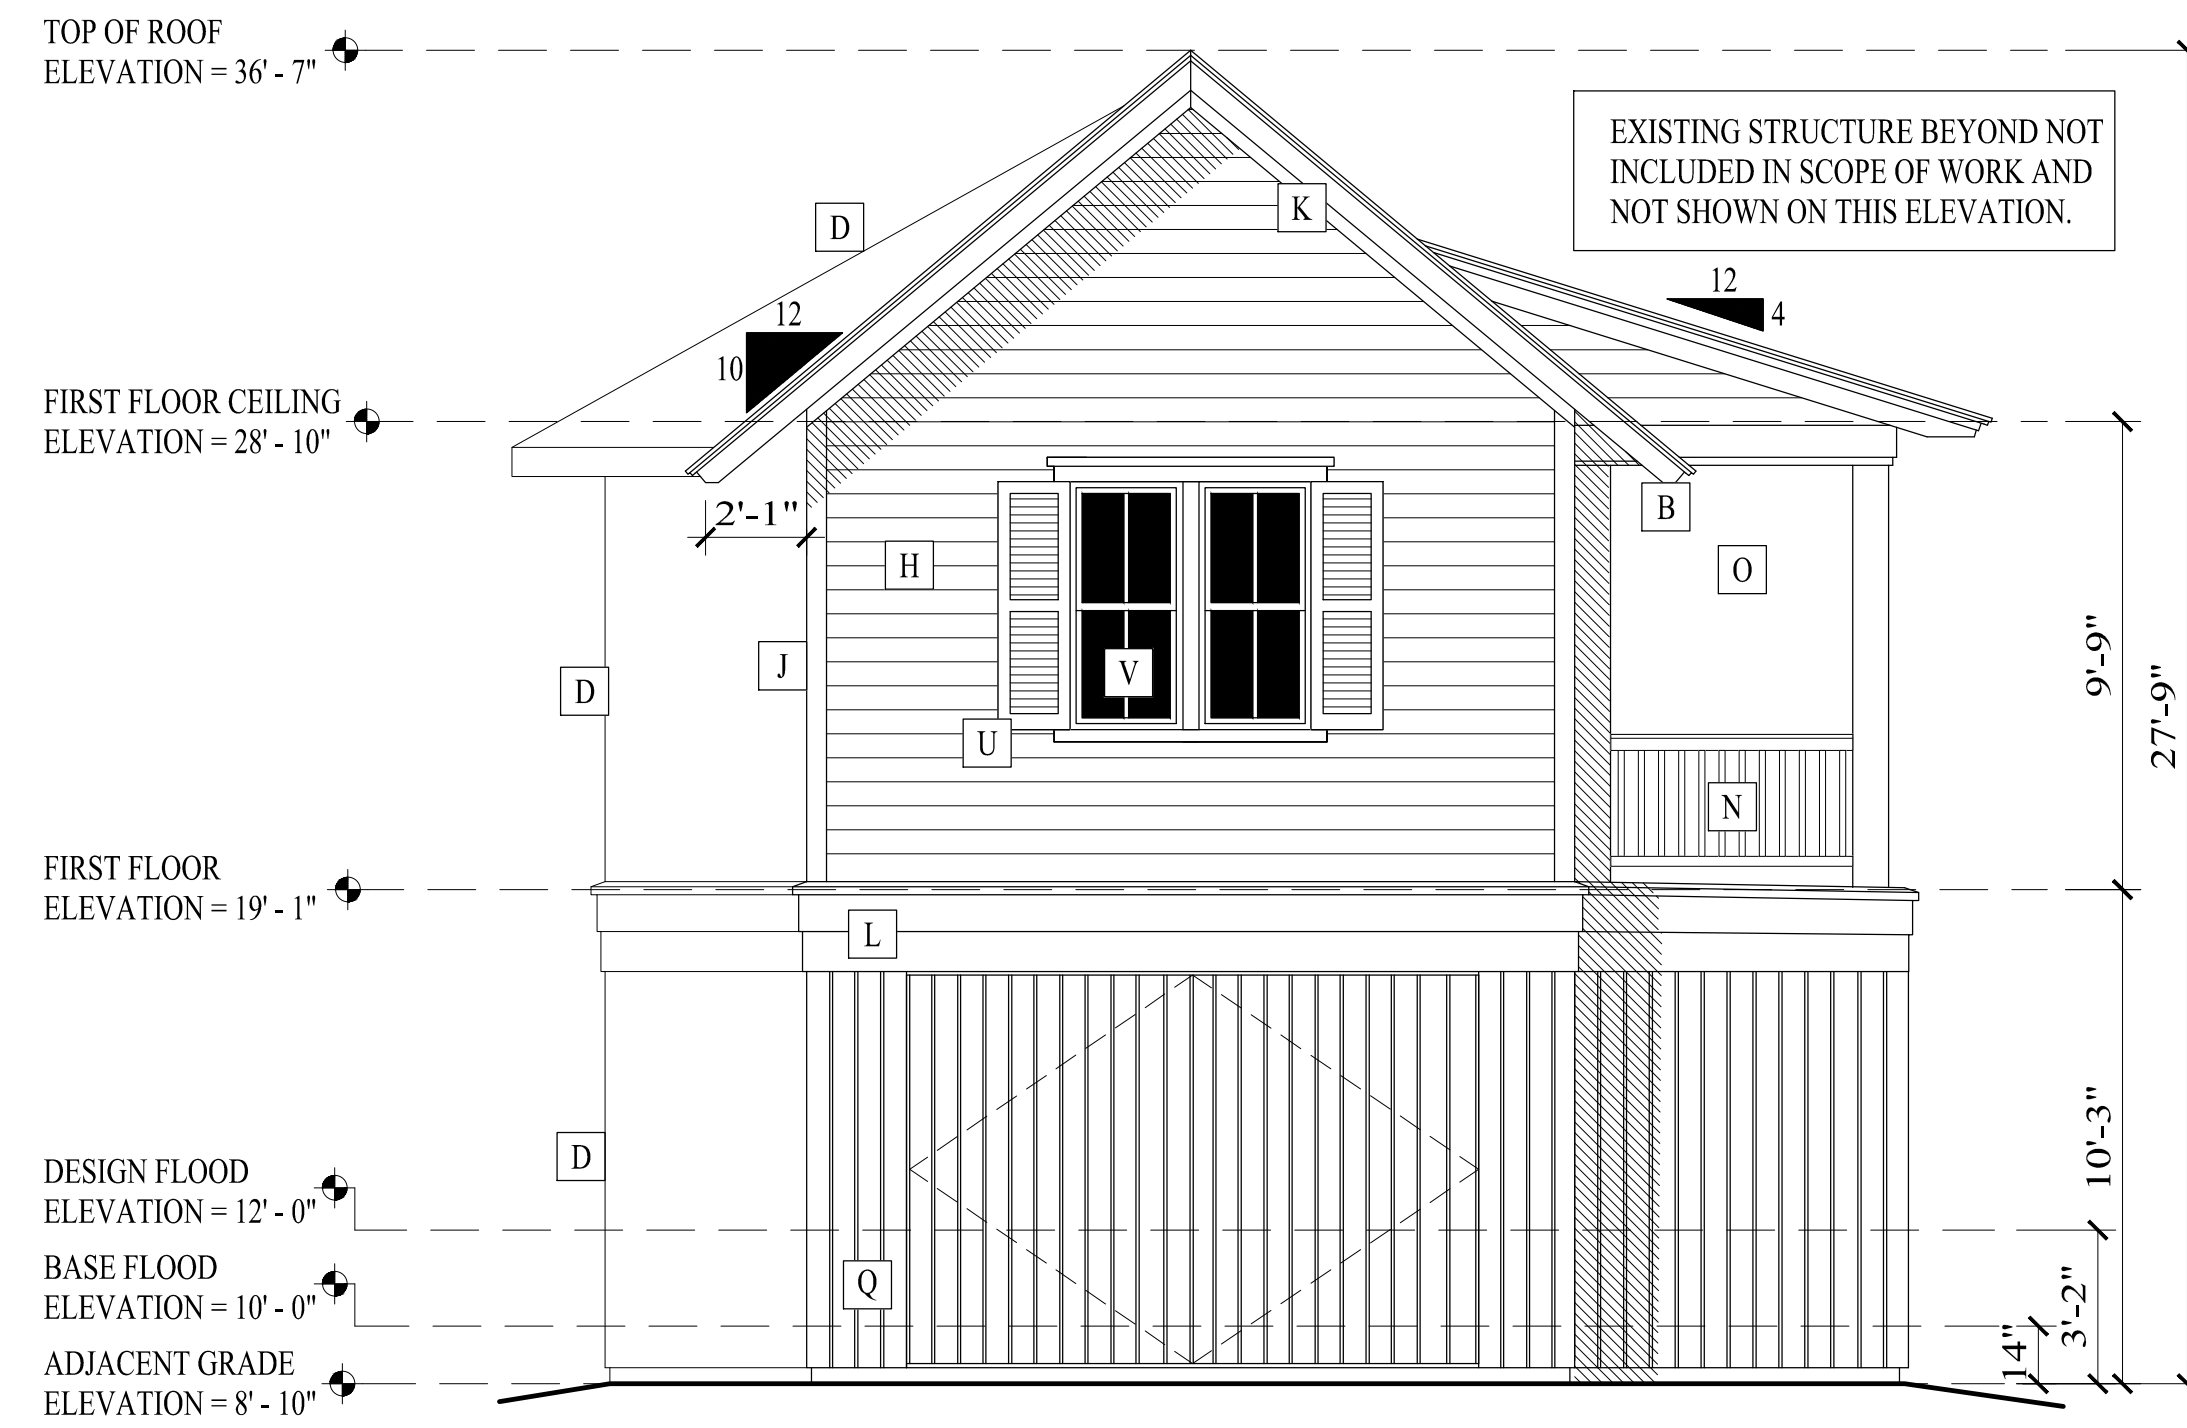 TOP OF ROOF
ELEVATION = 36' - 7"
EXISTING STRUCTURE BEYOND NOT
INCLUDED IN SCOPE OF WORK AND
NOT SHOWN ON THIS ELEVATION.
K
D
12
4
12
10
FIRST FLOOR CEILING
ELEVATION = 28' - 10"
2'-1"
B
H
O
J
V
D
U
N
9'-9"
27'-9"
FIRST FLOOR
ELEVATION = 19' - 1"
L
10'-3"
D
DESIGN FLOOD
ELEVATION = 12' - 0"
Q
BASE FLOOD
ELEVATION = 10' - 0"
3'-2"
14"
ADJACENT GRADE
ELEVATION = 8' - 10"